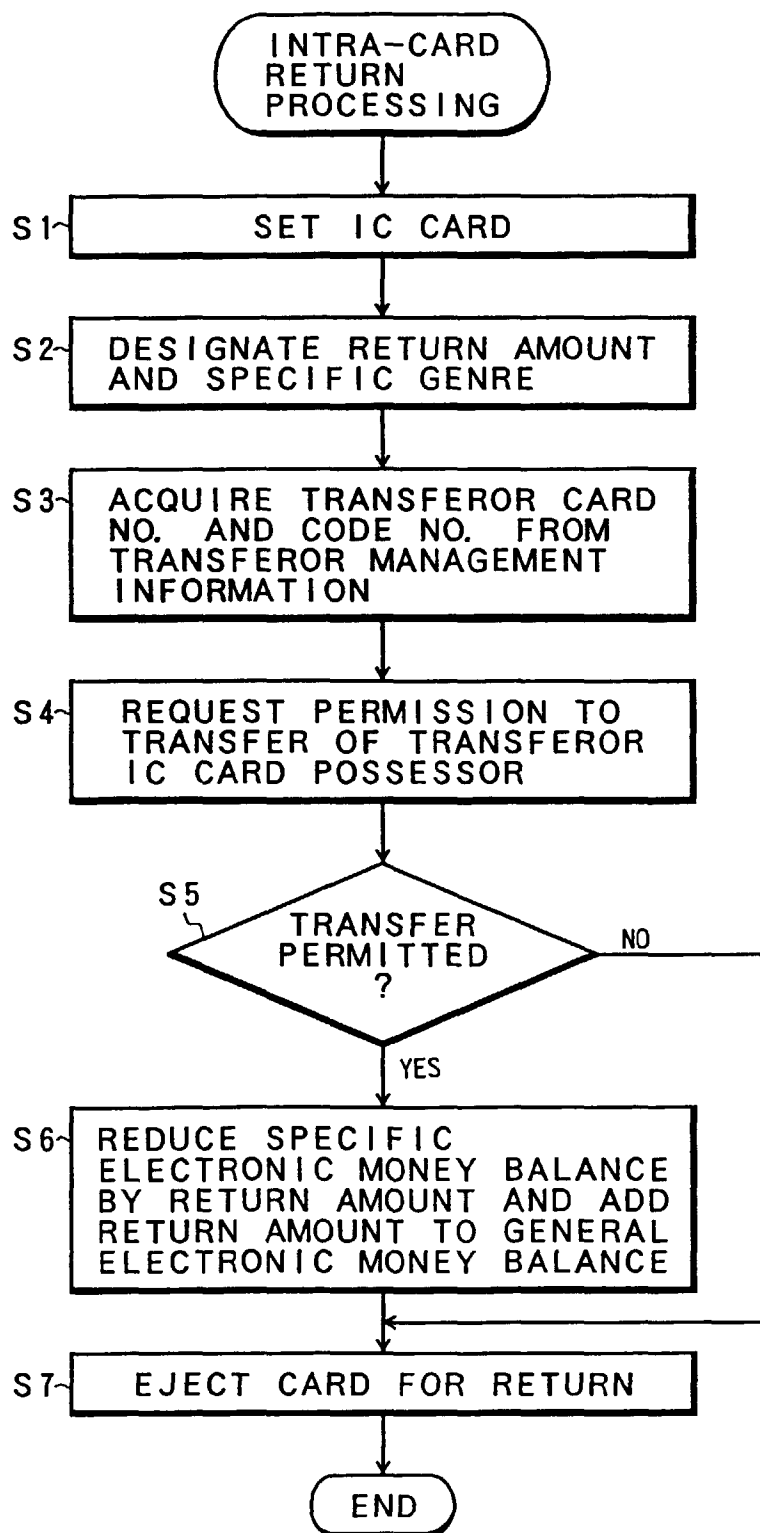 INTRA-CARD
RETURN
PROCESSING
S1
SET IC CARD
S2
DESIGNATE RETURN AMOUNT
AND SPECIFIC GENRE
S3
ACQUIRE TRANSFEROR CARD
NO. AND CODE NO. FROM
TRANSFEROR MANAGEMENT
INFORMATION
S4
REQUEST PERMISSION TO
TRANSFER OF TRANSFEROR
IC CARD POSSESSOR
S5
TRANSFER
PERMITTED
?
NO
YES
S6
REDUCE SPECIFIC
ELECTRONIC MONEY BALANCE
BY RETURN AMOUNT AND ADD
RETURN AMOUNT TO GENERAL
ELECTRONIC MONEY BALANCE
S7
EJECT CARD FOR RETURN
END